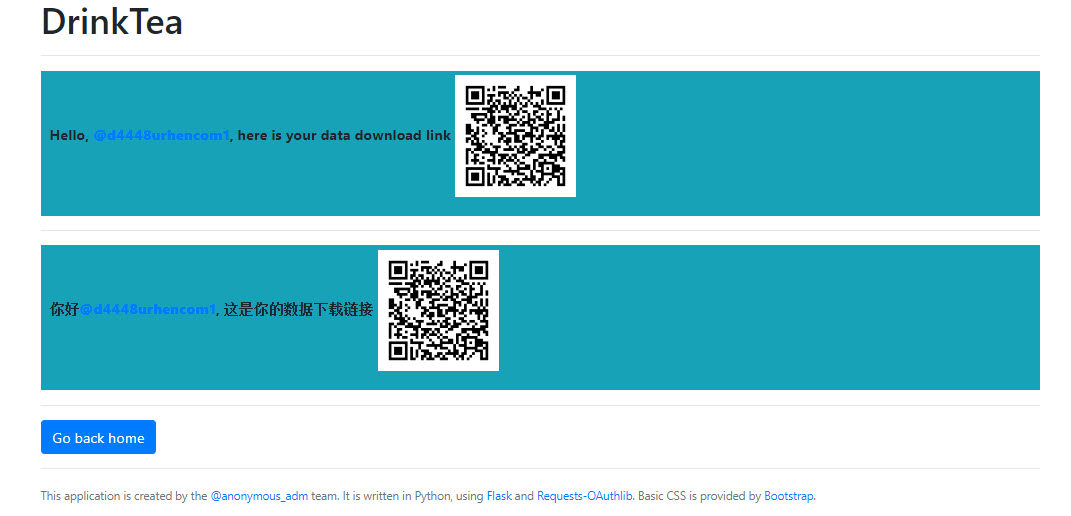 DrinkTea
Hello, @d4448urhencom1, here is your data download link
你好@d4448urhencom1, 这是你的数据下载链接
Go back home
This application is created by the @anonymous_adm team. It is written in Python, using Flask and Requests-OAuthlib. Basic CSS is provided by Bootstrap.